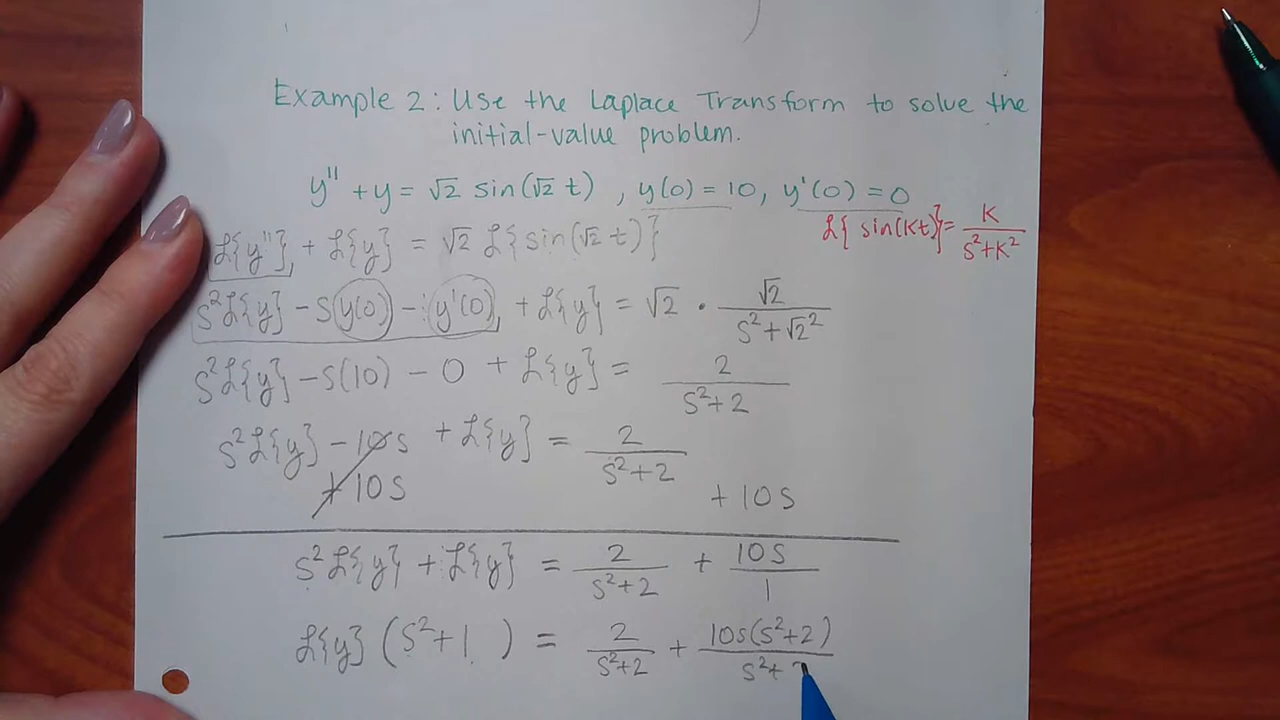 Example 2: Use the Laplace Transform to solve the
initial-value problem.
y'' + y = √2 sin(√2 t) , y(0) = 10, y'(0) = 0
ℒ{sin(kt)} = k / (s² + k²)
ℒ{y''} + ℒ{y} = √2 ℒ{sin(√2 t)}
s²ℒ{y} - s y(0) - y'(0) + ℒ{y} = √2 · √2 / (s² + √2²)
s²ℒ{y} - s(10) - 0 + ℒ{y} = 2 / (s² + 2)
s²ℒ{y} - 10s + ℒ{y} = 2 / (s² + 2)
+ 10s + 10s
s²ℒ{y} + ℒ{y} = 2 / (s² + 2) + 10s / 1
ℒ{y} (s² + 1) = 2 / (s² + 2) + 10s(s² + 2) / s² +